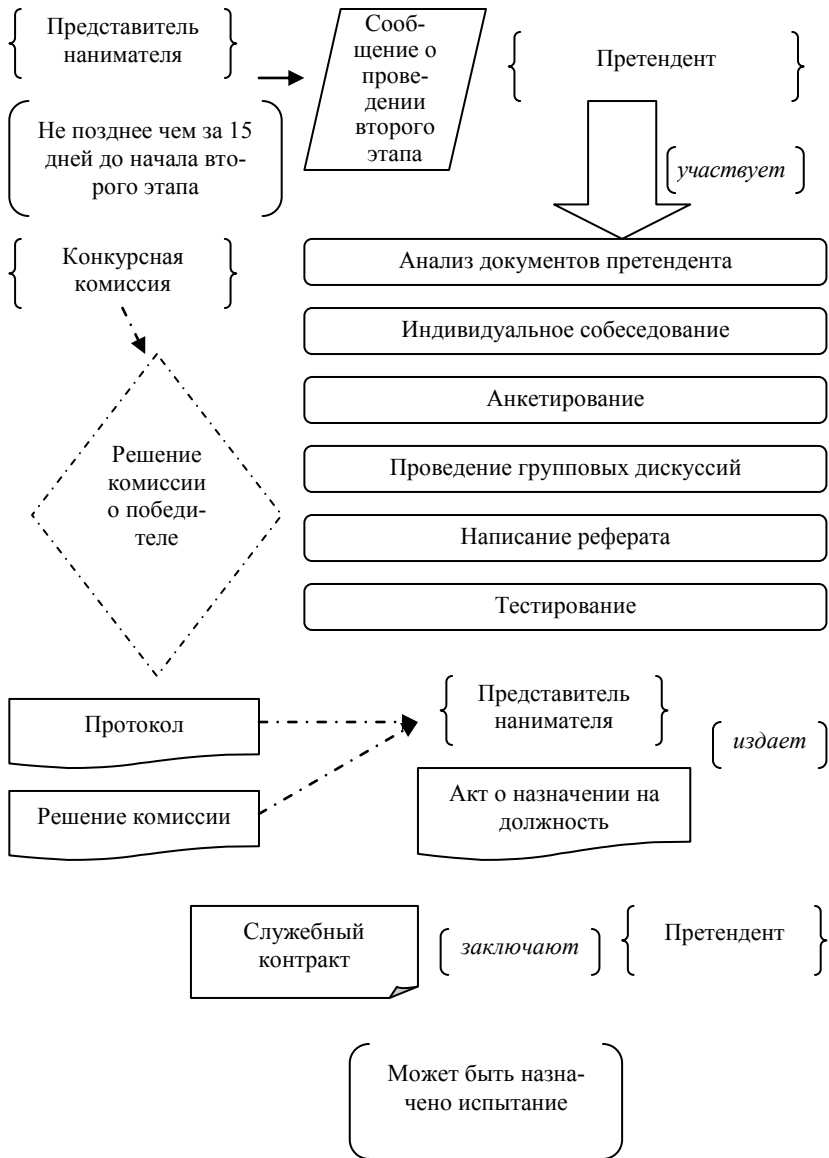 Представитель
нанимателя
Сооб-
щение о
прове-
дении
второго
этапа
Претендент
Не позднее чем за 15
дней до начала вто-
рого этапа
участвует
Конкурсная
комиссия
Анализ документов претендента
Индивидуальное собеседование
Анкетирование
Проведение групповых дискуссий
Написание реферата
Тестирование
Решение
комиссии
о победи-
теле
Протокол
Представитель
нанимателя
издает
Решение комиссии
Акт о назначении на
должность
Служебный
контракт
заключают
Претендент
Может быть назна-
чено испытание